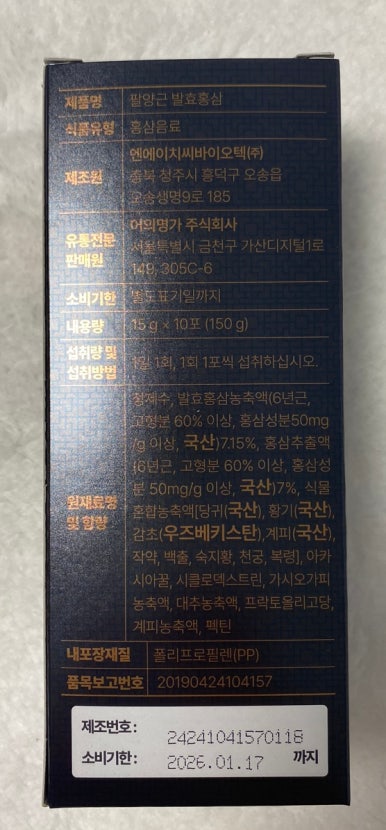 제품명 팔양근 발효홍삼
식품유형 홍삼음료
제조원 엔에이치씨바이오텍(주)
충북 청주시 흥덕구 오송읍
오송생명9로 185
유통전문
판매원 어의명가 주식회사
서울특별시 금천구 가산디지털1로
149, 305C-6
소비기한 별도표기일까지
내용량 15 g × 10포 (150 g)
섭취량 및
섭취방법 1일 1회, 1회 1포씩 섭취하십시오.
원재료명
및 함량 정제수, 발효홍삼농축액(6년근,
고형분 60% 이상, 홍삼성분50mg
/g 이상, 국산)7.15%, 홍삼추출액
(6년근, 고형분 60% 이상, 홍삼성
분 50mg/g 이상, 국산)7%, 식물
혼합농축액[당귀(국산), 황기(국산),
감초(우즈베키스탄),계피(국산),
작약, 백출, 숙지황, 천궁, 복령], 아카
시아꿀, 시클로덱스트린, 가시오가피
농축액, 대추농축액, 프락토올리고당,
계피농축액, 펙틴
내포장재질 폴리프로필렌(PP)
품목보고번호 20190424104157
제조번호: 24241041570118
소비기한: 2026.01.17 까지